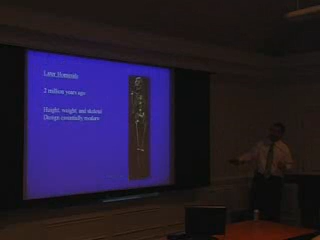 Later Hominids
2 million years ago
Height, weight, and skeletal
Design essentially modern